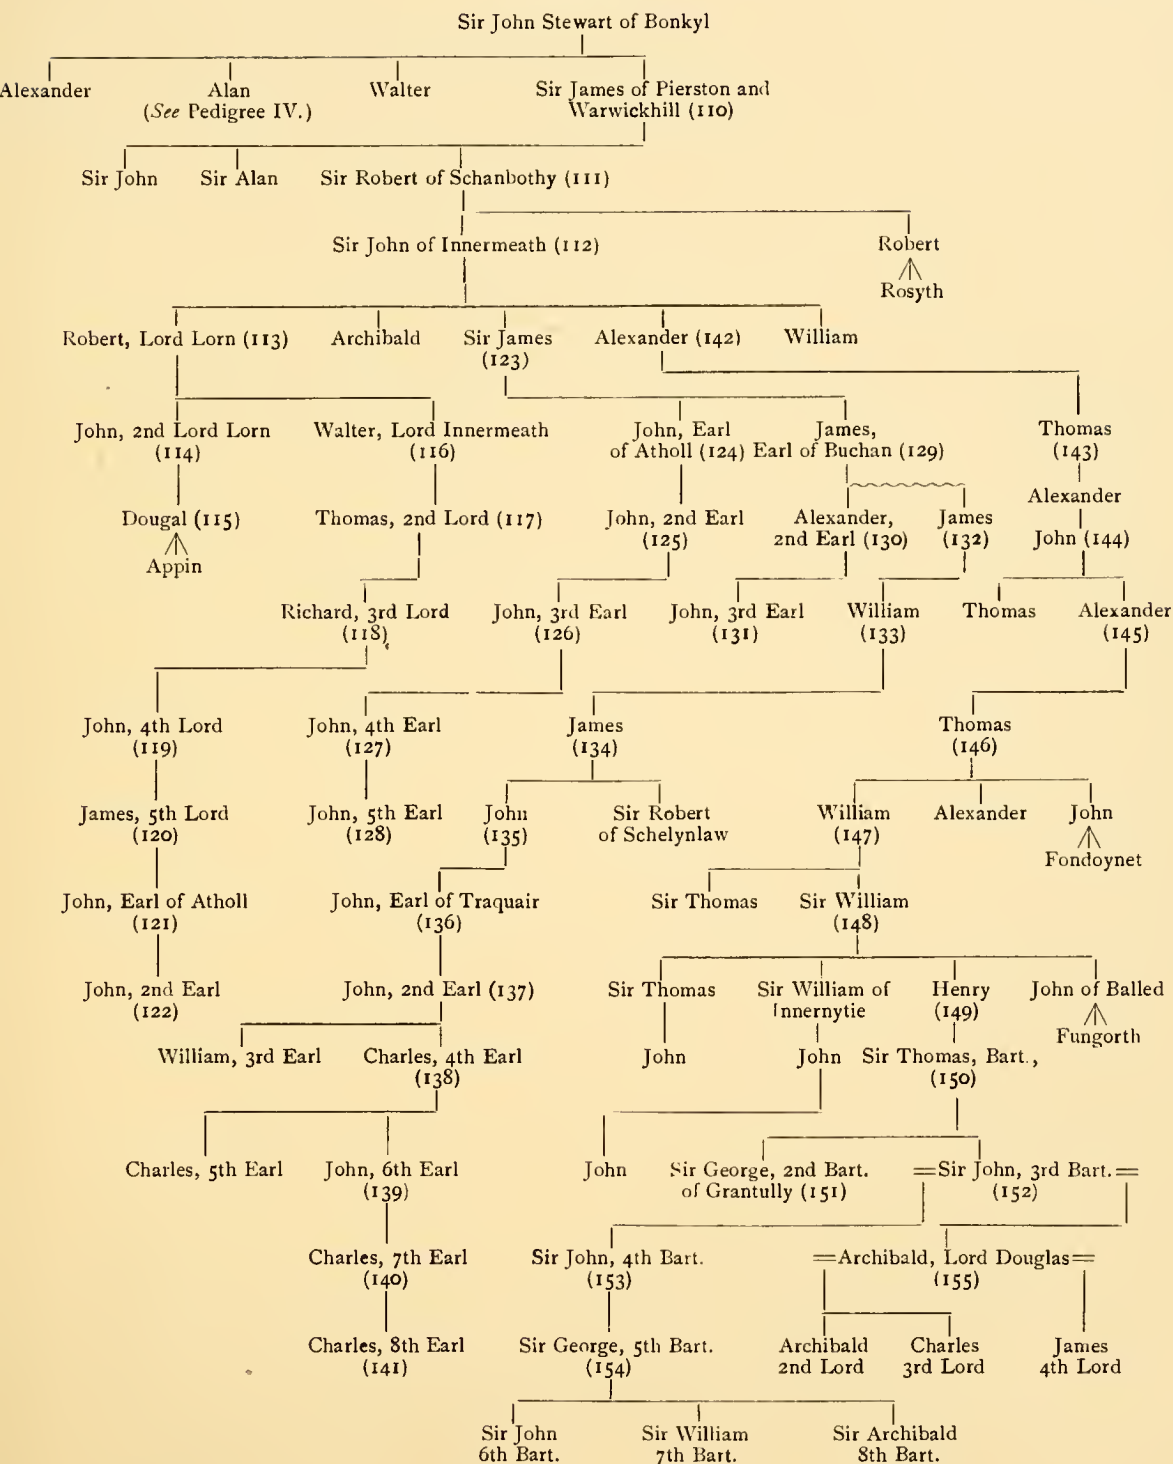 Sir John Stewart of Bonkyl
Alexander Alan Walter Sir James of Pierston and
(See Pedigree IV.) Warwickhill (110)
Sir John Sir Alan Sir Robert of Schanbothy (111)
Sir John of Innermeath (112) Robert
Rosyth
Robert, Lord Lorn (113) Archibald Sir James Alexander (142) William
(123)
John, 2nd Lord Lorn Walter, Lord Innermeath John, Earl James, Thomas
(114) (116) of Atholl (124) Earl of Buchan (129) (143)
Alexander
Dougal (115) Thomas, 2nd Lord (117) John, 2nd Earl Alexander, James
(125) 2nd Earl (130) (132) John (144)
Appin
Richard, 3rd Lord John, 3rd Earl John, 3rd Earl William Thomas Alexander
(118) (126) (131) (133) (145)
John, 4th Lord John, 4th Earl James Thomas
(119) (127) (134) (146)
James, 5th Lord John, 5th Earl John Sir Robert William Alexander John
(120) (128) (135) of Schelynlaw (147)
Fondoynet
John, Earl of Atholl John, Earl of Traquair Sir Thomas Sir William
(121) (136) (148)
John, 2nd Earl John, 2nd Earl (137) Sir Thomas Sir William of Henry John of Balled
(122) Innernytie (149)
Fungorth
William, 3rd Earl Charles, 4th Earl John John Sir Thomas, Bart.,
(138) (150)
Charles, 5th Earl John, 6th Earl John Sir George, 2nd Bart. =Sir John, 3rd Bart.=
(139) of Grantully (151) (152)
Charles, 7th Earl Sir John, 4th Bart. =Archibald, Lord Douglas=
(140) (153) (155)
Charles, 8th Earl Sir George, 5th Bart. Archibald Charles James
(141) (154) 2nd Lord 3rd Lord 4th Lord
Sir John Sir William Sir Archibald
6th Bart. 7th Bart. 8th Bart.